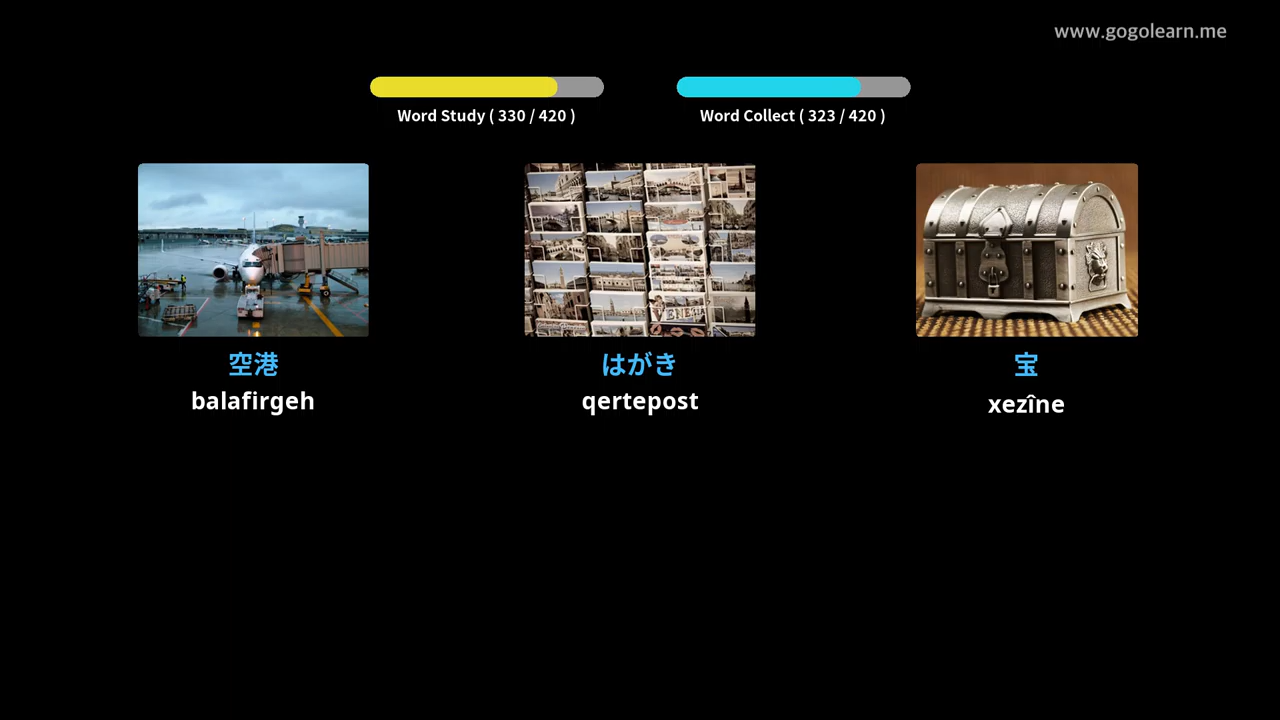 www.gogolearn.me
Word Study ( 330 / 420 )
Word Collect ( 323 / 420 )
空港
balafirgeh
はがき
qertepost
宝
xezîne